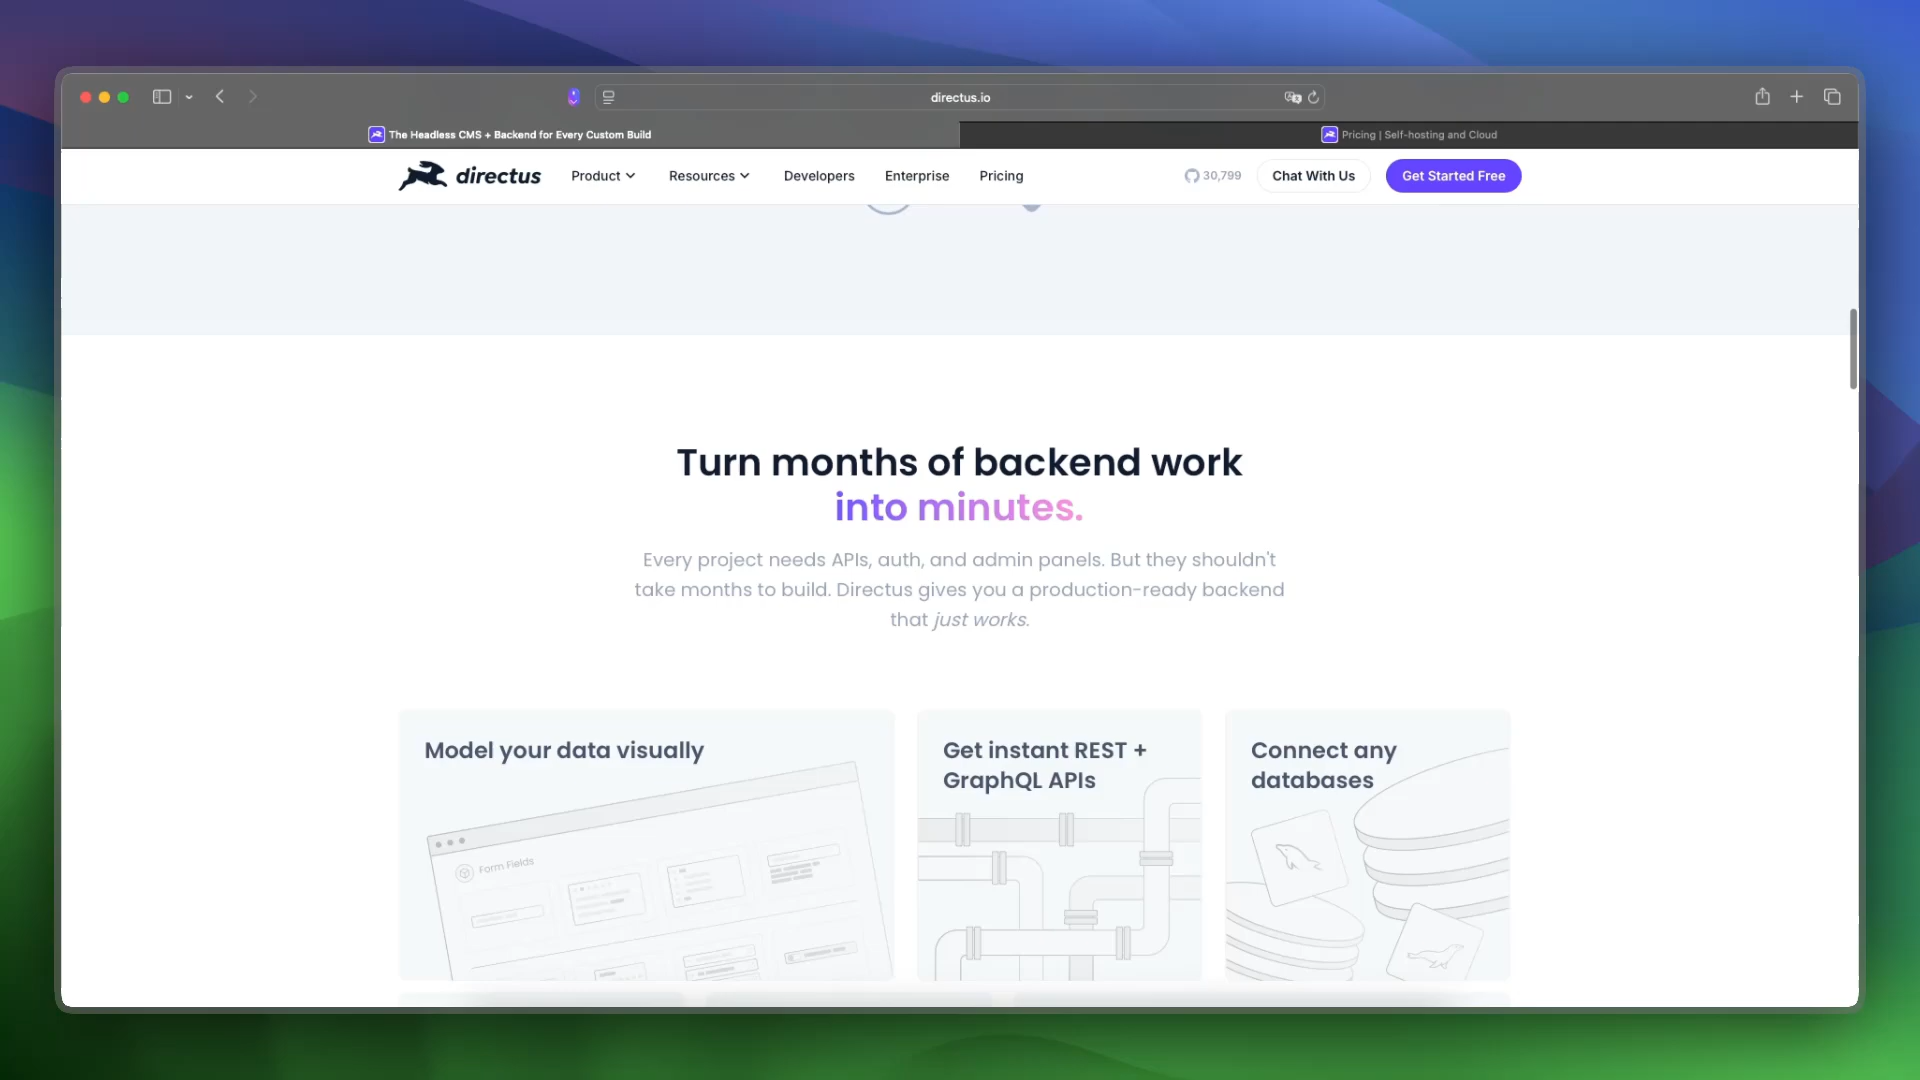 directus.io
The Headless CMS + Backend for Every Custom Build
Pricing | Self-hosting and Cloud
directus
Product
Resources
Developers
Enterprise
Pricing
30,799
Chat With Us
Get Started Free
Turn months of backend work
into minutes.
Every project needs APIs, auth, and admin panels. But they shouldn't
take months to build. Directus gives you a production-ready backend
that just works.
Model your data visually
Form Fields
Get instant REST +
GraphQL APIs
Connect any
databases